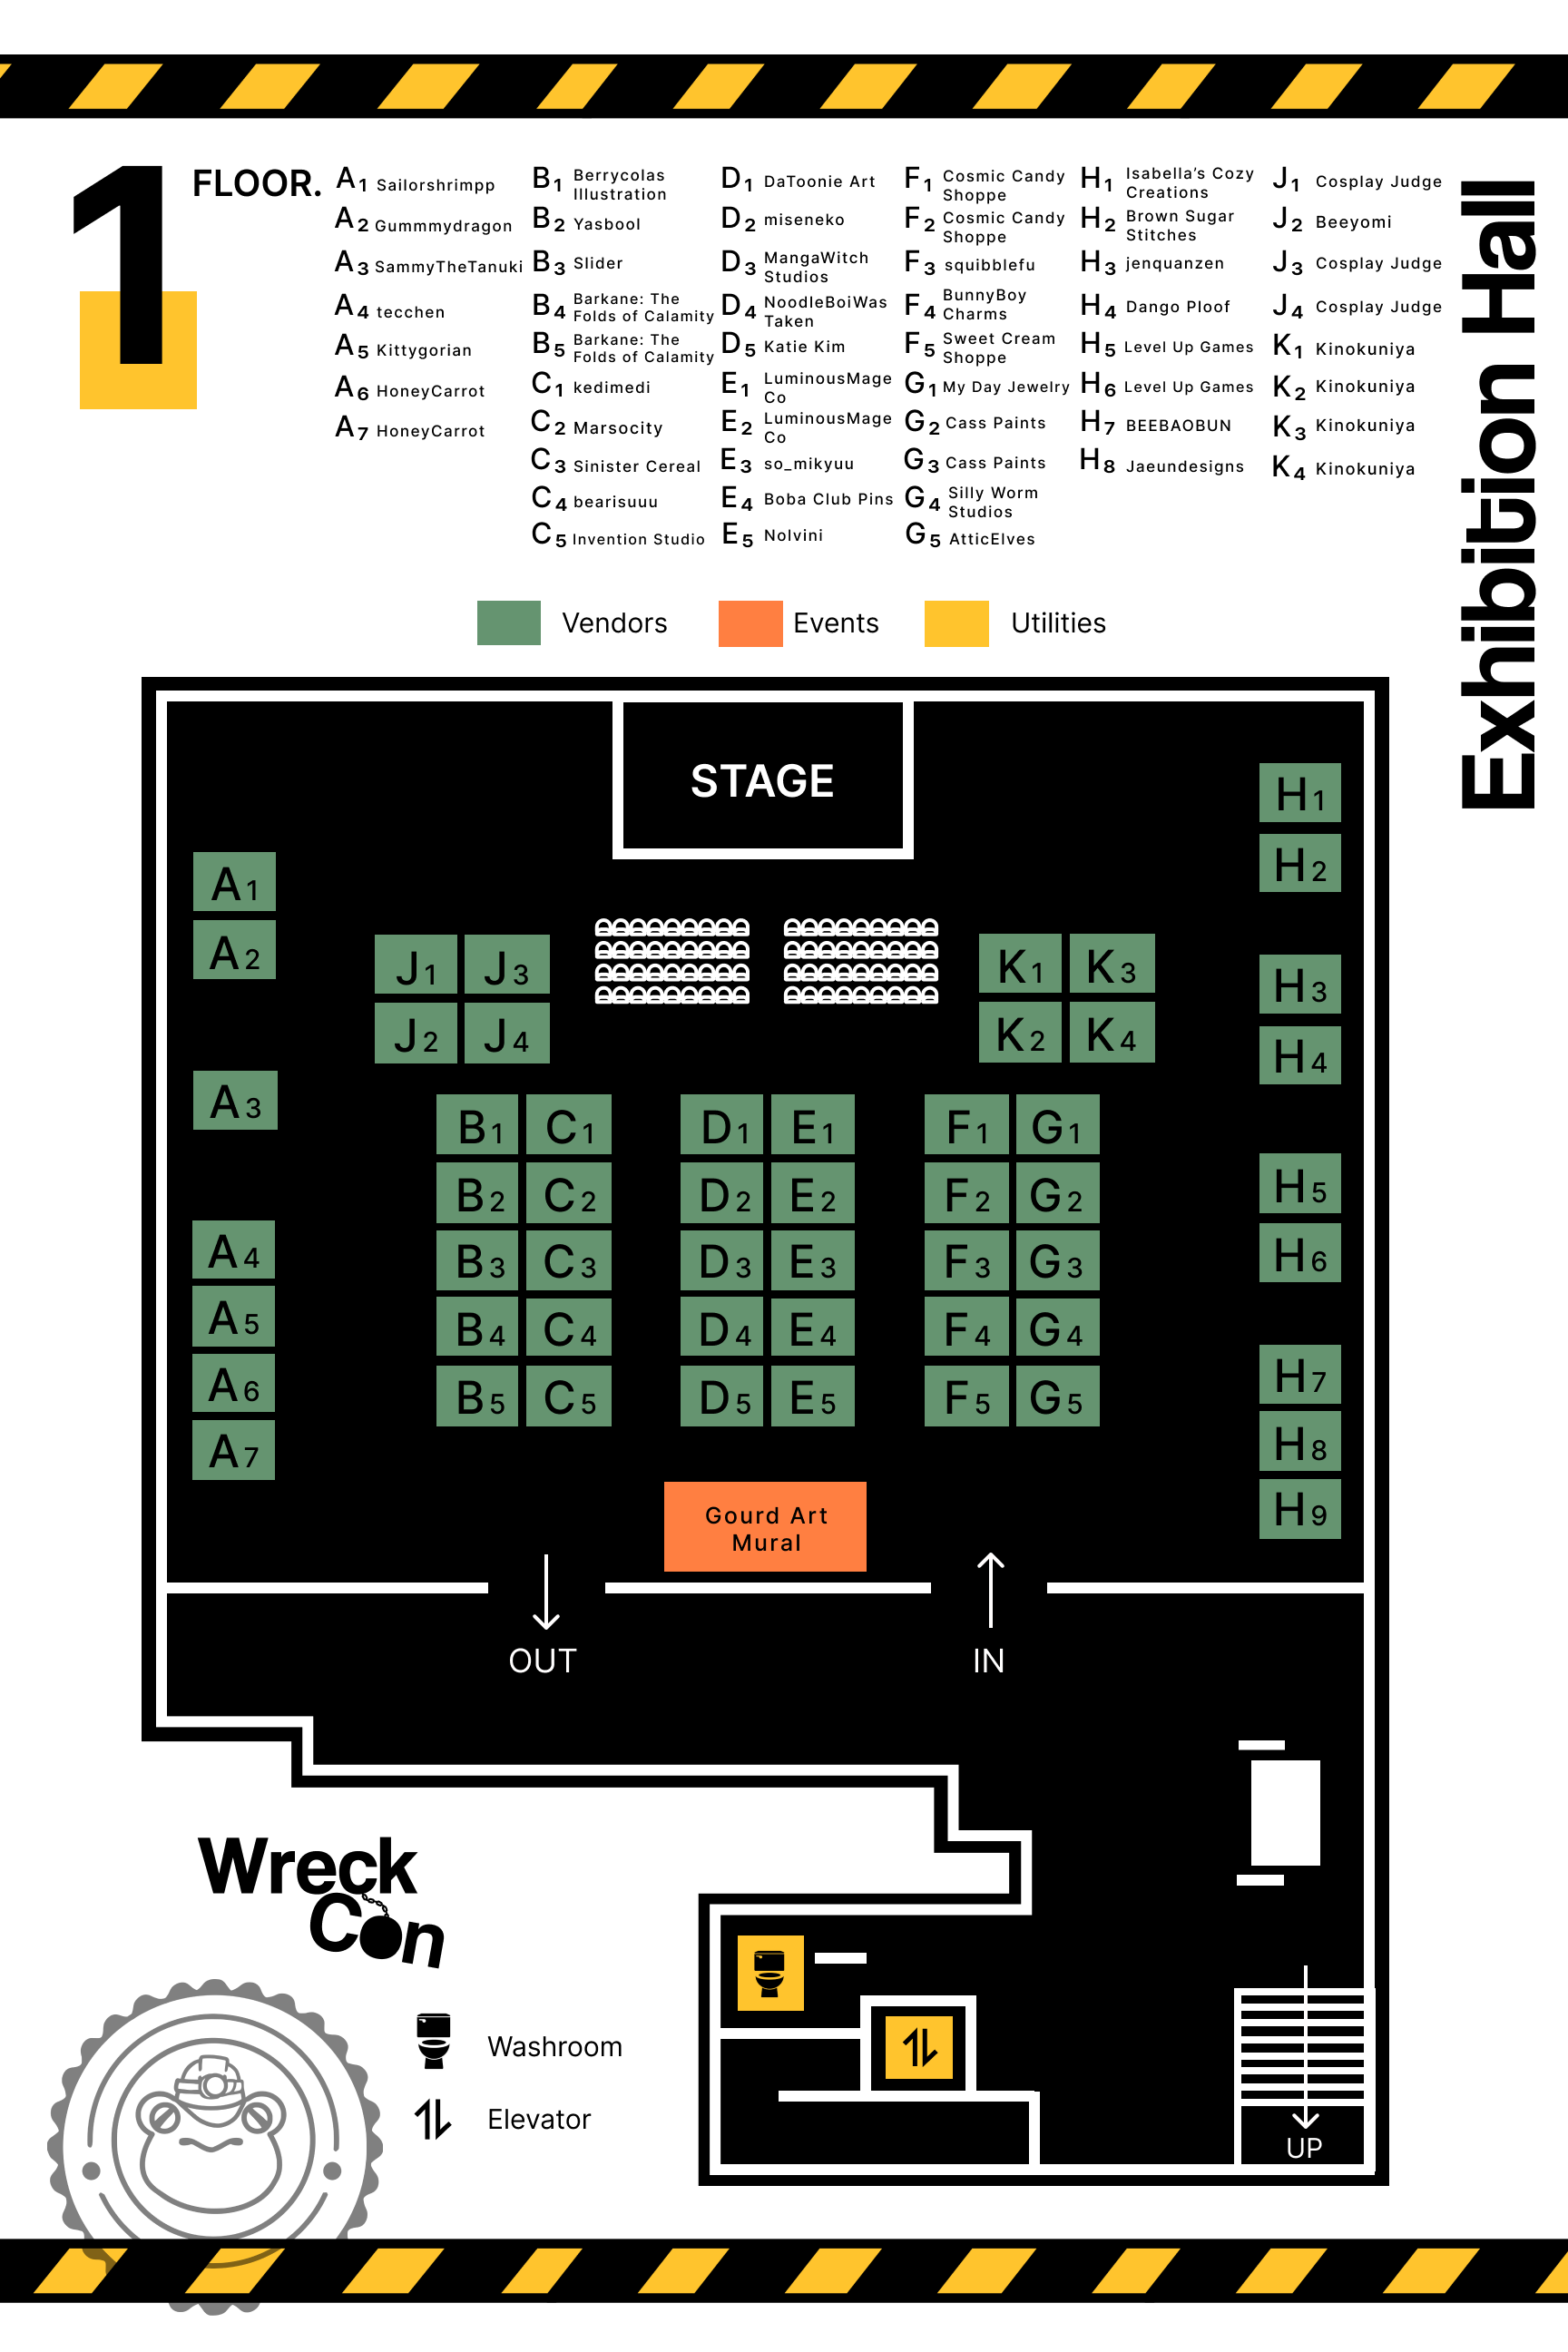 1
FLOOR.
Exhibition Hall
A1 Sailorshrimpp
A2 Gummmydragon
A3 SammyTheTanuki
A4 tecchen
A5 Kittygorian
A6 HoneyCarrot
A7 HoneyCarrot
B1 Berrycolas
Illustration
B2 Yasbool
B3 Slider
B4 Barkane: The
Folds of Calamity
B5 Barkane: The
Folds of Calamity
C1 kedimedi
C2 Marsocity
C3 Sinister Cereal
C4 bearisuuu
C5 Invention Studio
D1 DaToonie Art
D2 miseneko
D3 MangaWitch
Studios
D4 NoodleBoiWas
Taken
D5 Katie Kim
E1 LuminousMage
Co
E2 LuminousMage
Co
E3 so_mikyuu
E4 Boba Club Pins
E5 Nolvini
F1 Cosmic Candy
Shoppe
F2 Cosmic Candy
Shoppe
F3 squibblefu
F4 BunnyBoy
Charms
F5 Sweet Cream
Shoppe
G1 My Day Jewelry
G2 Cass Paints
G3 Cass Paints
G4 Silly Worm
Studios
G5 AtticElves
H1 Isabella's Cozy
Creations
H2 Brown Sugar
Stitches
H3 jenquanzen
H4 Dango Ploof
H5 Level Up Games
H6 Level Up Games
H7 BEEBAOBUN
H8 Jaeundesigns
J1 Cosplay Judge
J2 Beeyomi
J3 Cosplay Judge
J4 Cosplay Judge
K1 Kinokuniya
K2 Kinokuniya
K3 Kinokuniya
K4 Kinokuniya
Vendors Events Utilities
STAGE
A1
A2
A3
A4
A5
A6
A7
J1 J3
J2 J4
K1 K3
K2 K4
B1 C1
B2 C2
B3 C3
B4 C4
B5 C5
D1 E1
D2 E2
D3 E3
D4 E4
D5 E5
F1 G1
F2 G2
F3 G3
F4 G4
F5 G5
H1
H2
H3
H4
H5
H6
H7
H8
H9
Gourd Art
Mural
OUT
IN
Wreck
Con
Washroom
Elevator
UP